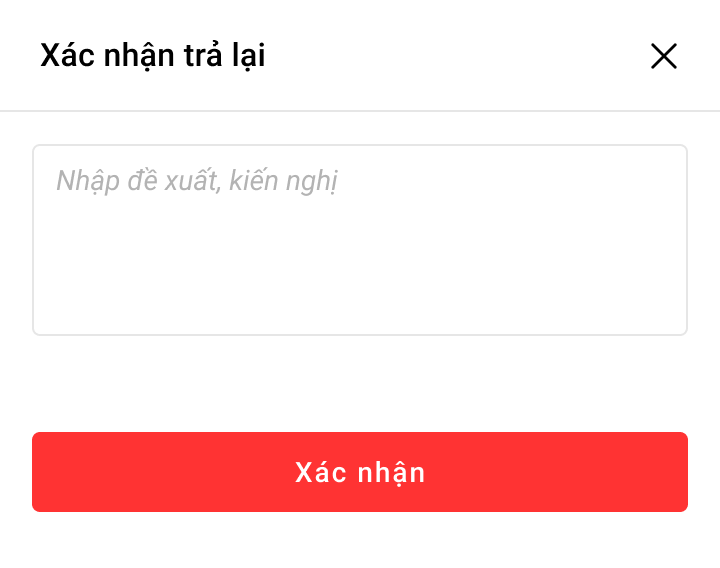 Xác nhận trả lại
Nhập đề xuất, kiến nghị
Xác nhận